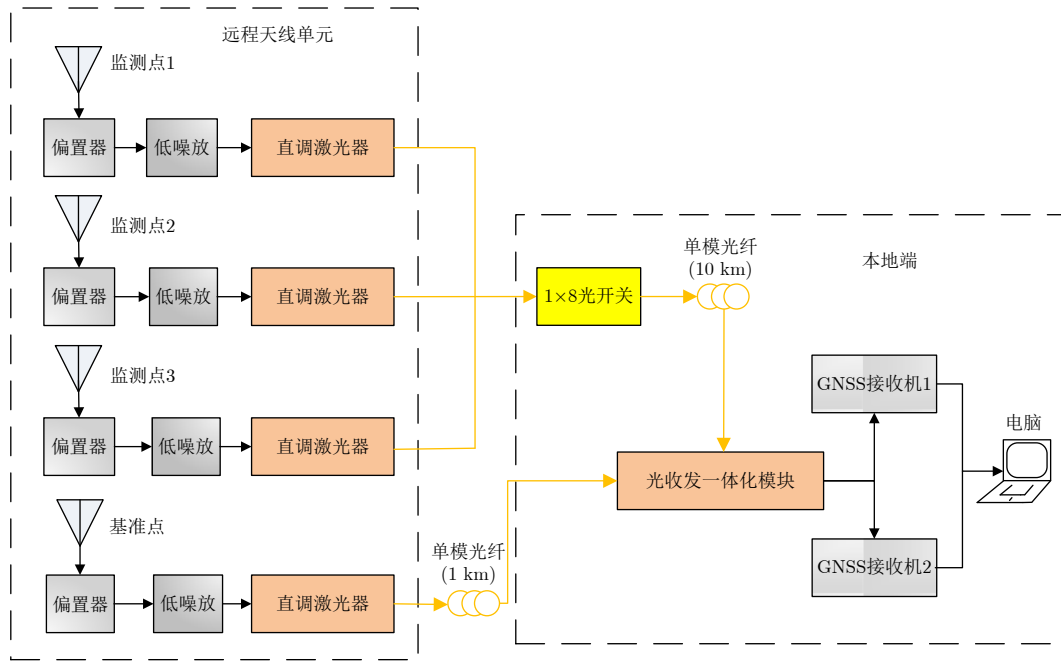 远程天线单元
监测点1
偏置器
低噪放
直调激光器
监测点2
偏置器
低噪放
直调激光器
监测点3
偏置器
低噪放
直调激光器
基准点
偏置器
低噪放
直调激光器
单模光纤
(1 km)
本地端
1×8光开关
单模光纤
(10 km)
光收发一体化模块
GNSS接收机1
GNSS接收机2
电脑